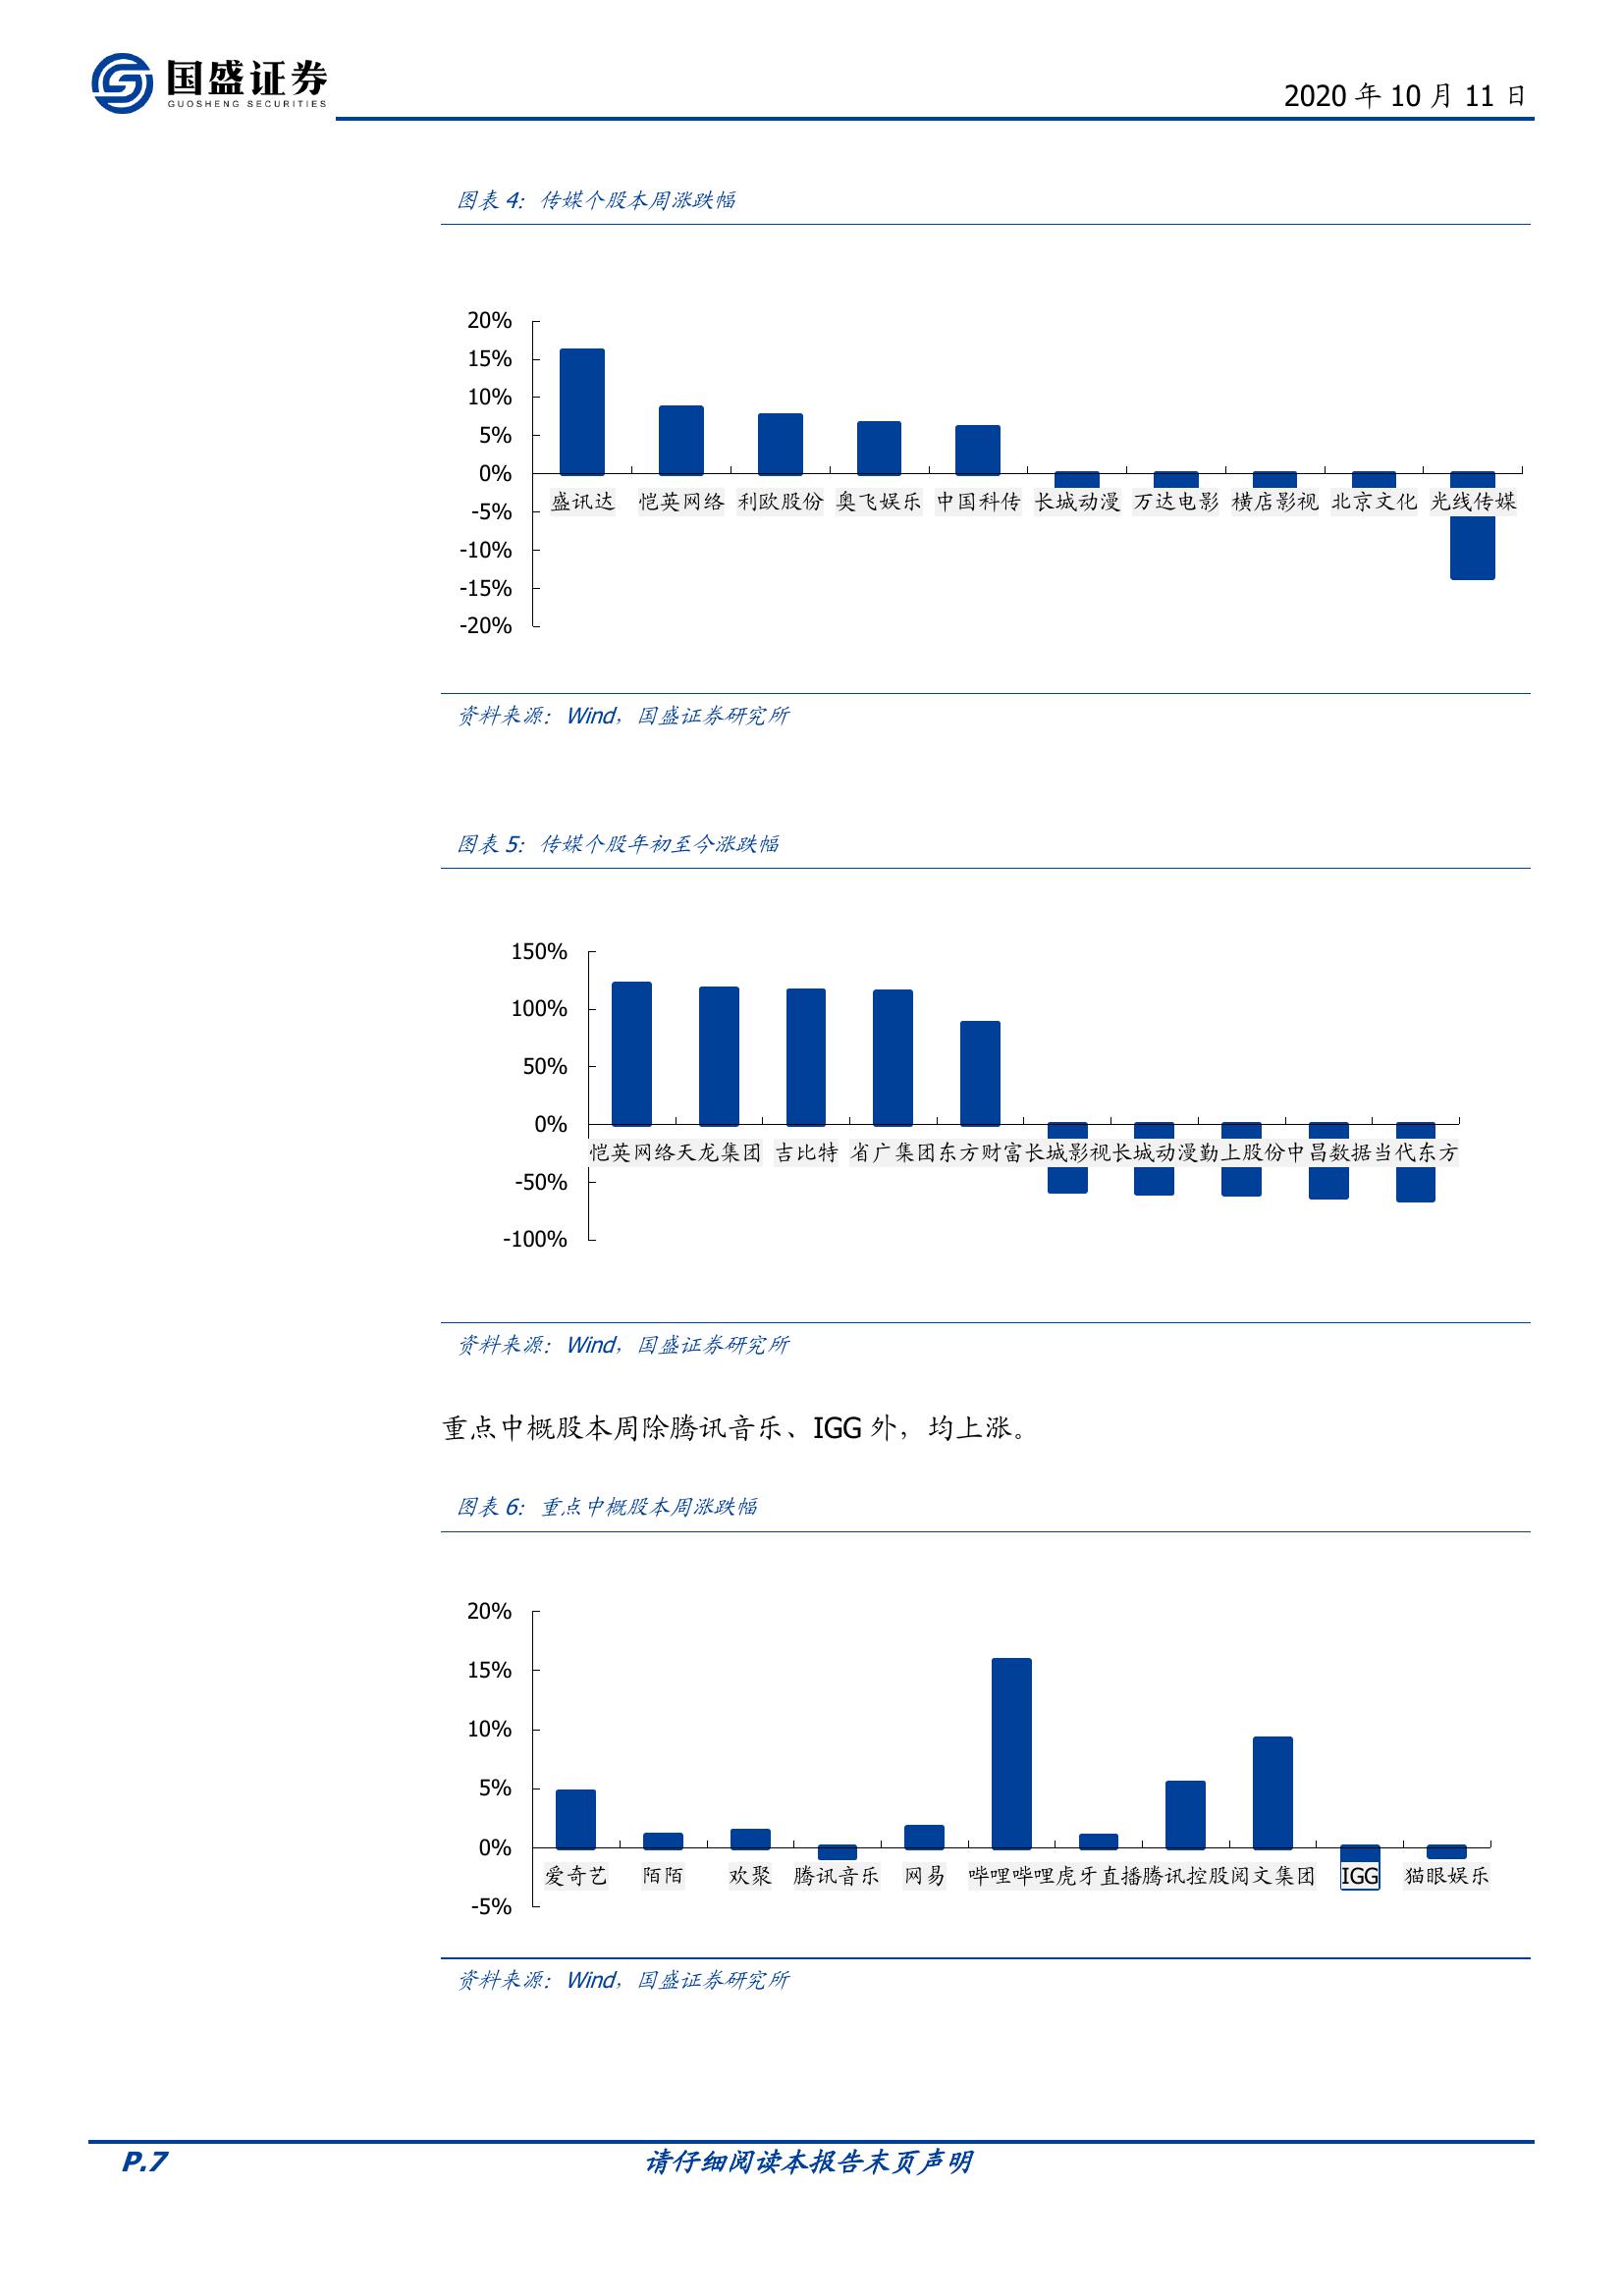 国盛证券
GUOSHENG SECURITIES
2020 年 10 月 11 日
图表 4：传媒个股本周涨跌幅
20%
15%
10%
5%
0%
-5%
-10%
-15%
-20%
盛讯达 恺英网络 利欧股份 奥飞娱乐 中国科传 长城动漫 万达电影 横店影视 北京文化 光线传媒
资料来源：Wind，国盛证券研究所
图表 5：传媒个股年初至今涨跌幅
150%
100%
50%
0%
-50%
-100%
恺英网络 天龙集团 吉比特 省广集团 东方财富 长城影视 长城动漫 勤上股份 中昌数据 当代东方
资料来源：Wind，国盛证券研究所
重点中概股本周除腾讯音乐、IGG 外，均上涨。
图表 6：重点中概股本周涨跌幅
20%
15%
10%
5%
0%
-5%
爱奇艺 陌陌 欢聚 腾讯音乐 网易 哔哩哔哩 虎牙直播 腾讯控股 阅文集团 IGG 猫眼娱乐
资料来源：Wind，国盛证券研究所
P.7 请仔细阅读本报告末页声明